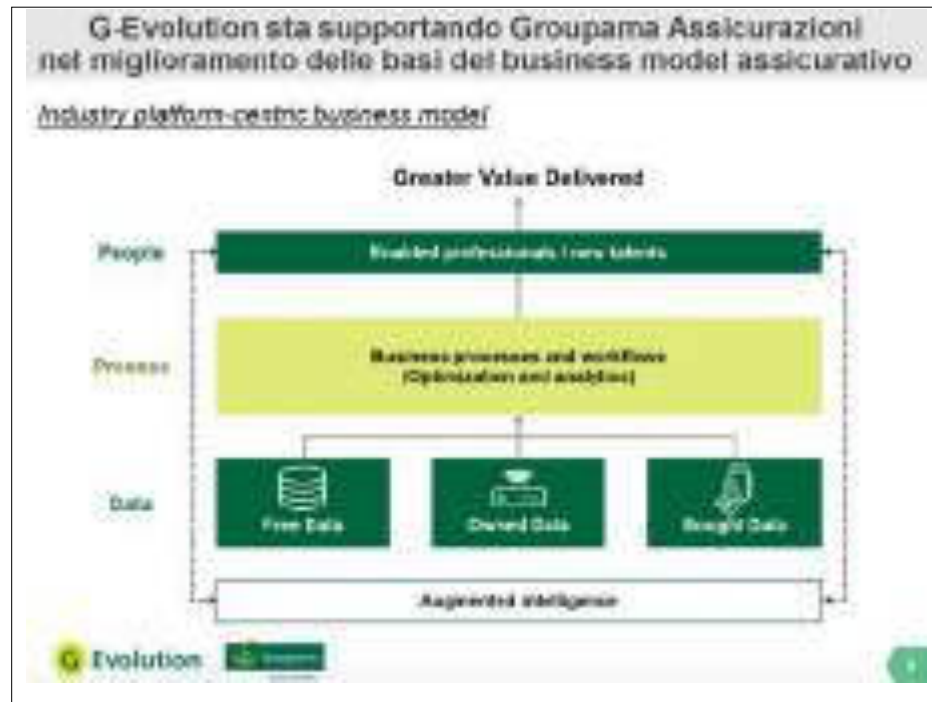 G-Evolution sta supportando Groupama Assicurazioni
nel miglioramento delle basi del business model assicurativo
Industry platform-centric business model
Greater Value Delivered
People
Enabled professionals / new talents
Process
Business processes and workflows
(Optimization and analytics)
Data
Free Data
Owned Data
Bought Data
Augmented intelligence
G Evolution